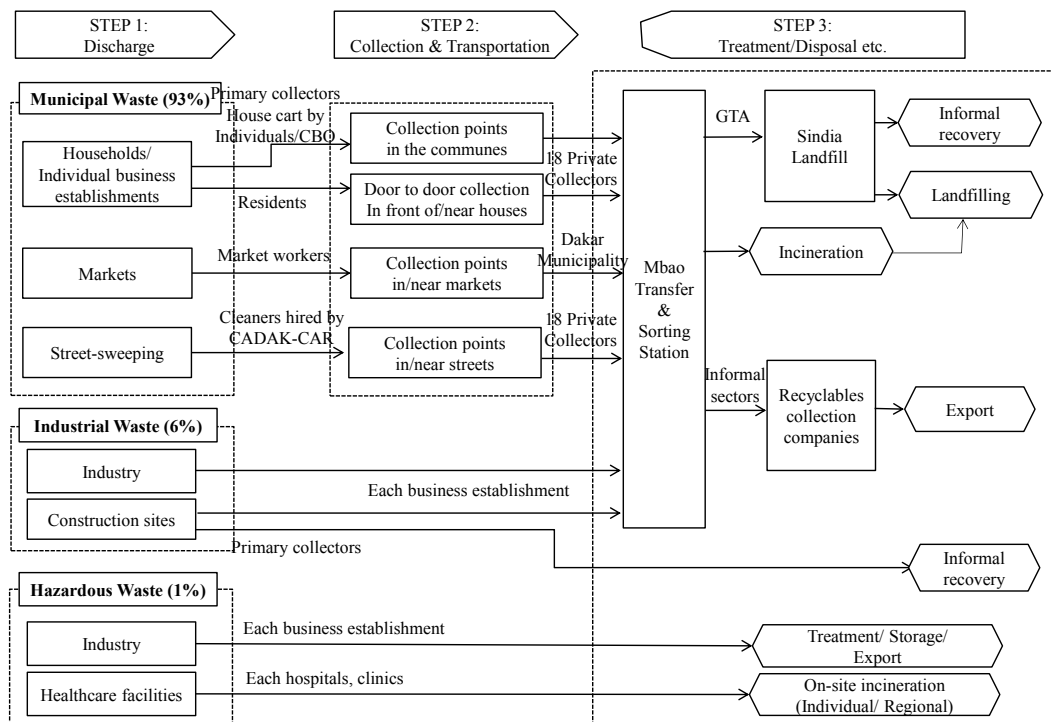 STEP 1:
Discharge
STEP 2:
Collection & Transportation
STEP 3:
Treatment/Disposal etc.
Municipal Waste (93%)
Primary collectors
House cart by
Individuals/CBO
Households/
Individual business
establishments
Residents
Collection points
in the communes
Door to door collection
In front of/near houses
18 Private
Collectors
Markets
Market workers
Collection points
in/near markets
Dakar
Municipality
Street-sweeping
Cleaners hired by
CADAK-CAR
Collection points
in/near streets
18 Private
Collectors
Mbao
Transfer
&
Sorting
Station
GTA
Sindia
Landfill
Informal
recovery
Landfilling
Incineration
Informal
sectors
Recyclables
collection
companies
Export
Industrial Waste (6%)
Industry
Each business establishment
Construction sites
Primary collectors
Informal
recovery
Hazardous Waste (1%)
Industry
Each business establishment
Treatment/ Storage/
Export
Healthcare facilities
Each hospitals, clinics
On-site incineration
(Individual/ Regional)